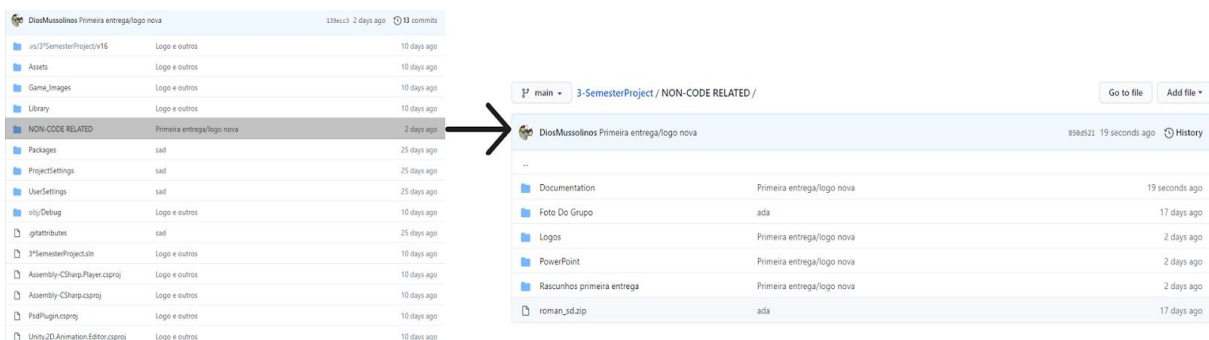 DiosMussolinos Primeira entrega/logo nova 139ecc3 2 days ago 13 commits
.vs/3ºSemesterProject/v16 Logo e outros 10 days ago
Assets Logo e outros 10 days ago
Game_Images Logo e outros 10 days ago
Library Logo e outros 10 days ago
NON-CODE RELATED Primeira entrega/logo nova 2 days ago
Packages sad 25 days ago
ProjectSettings sad 25 days ago
UserSettings sad 25 days ago
obj/Debug Logo e outros 10 days ago
.gitattributes sad 25 days ago
3ºSemesterProject.sln Logo e outros 10 days ago
Assembly-CSharp.Player.csproj Logo e outros 10 days ago
Assembly-CSharp.csproj Logo e outros 10 days ago
PsdPlugin.csproj Logo e outros 10 days ago
Unity.2D.Animation.Editor.csproj Logo e outros 10 days ago
main 3-SemesterProject / NON-CODE RELATED / Go to file Add file
DiosMussolinos Primeira entrega/logo nova 850d521 19 seconds ago History
..
Documentation Primeira entrega/logo nova 19 seconds ago
Foto Do Grupo ada 17 days ago
Logos Primeira entrega/logo nova 2 days ago
PowerPoint Primeira entrega/logo nova 2 days ago
Rascunhos primeira entrega Primeira entrega/logo nova 2 days ago
roman_sd.zip ada 17 days ago